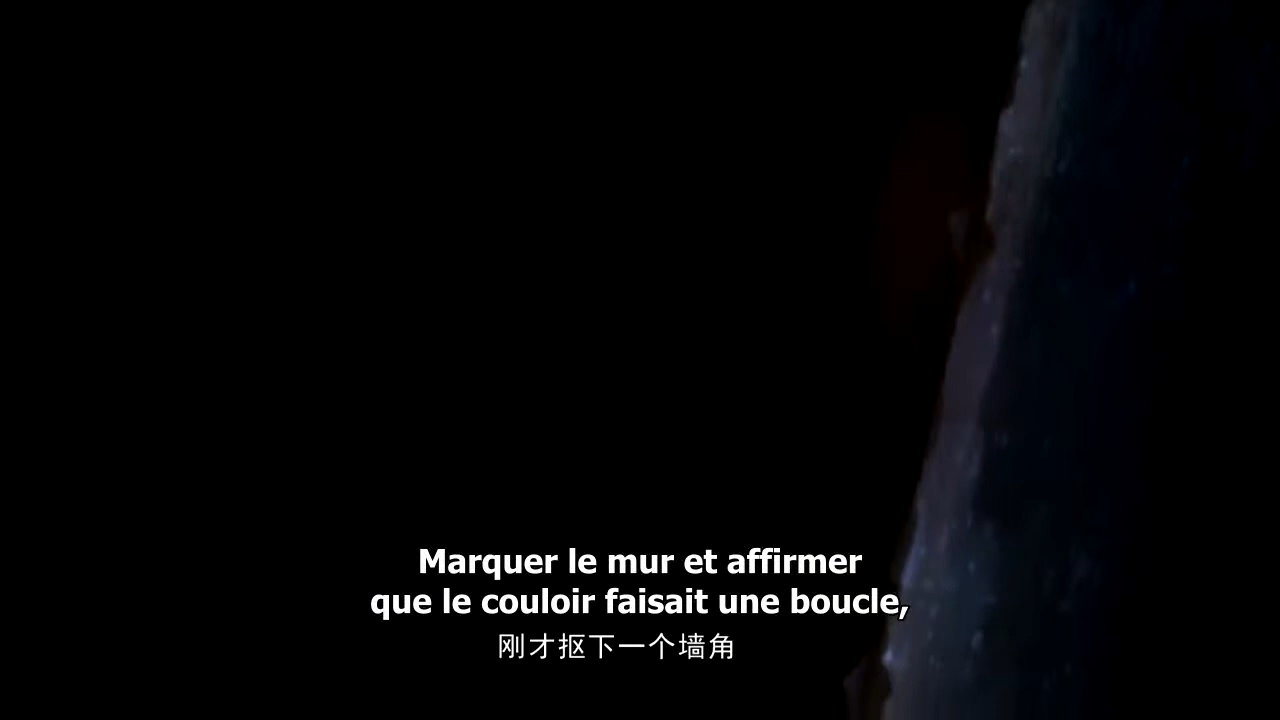 Marquer le mur et affirmer
que le couloir faisait une boucle,
刚才抠下一个墙角